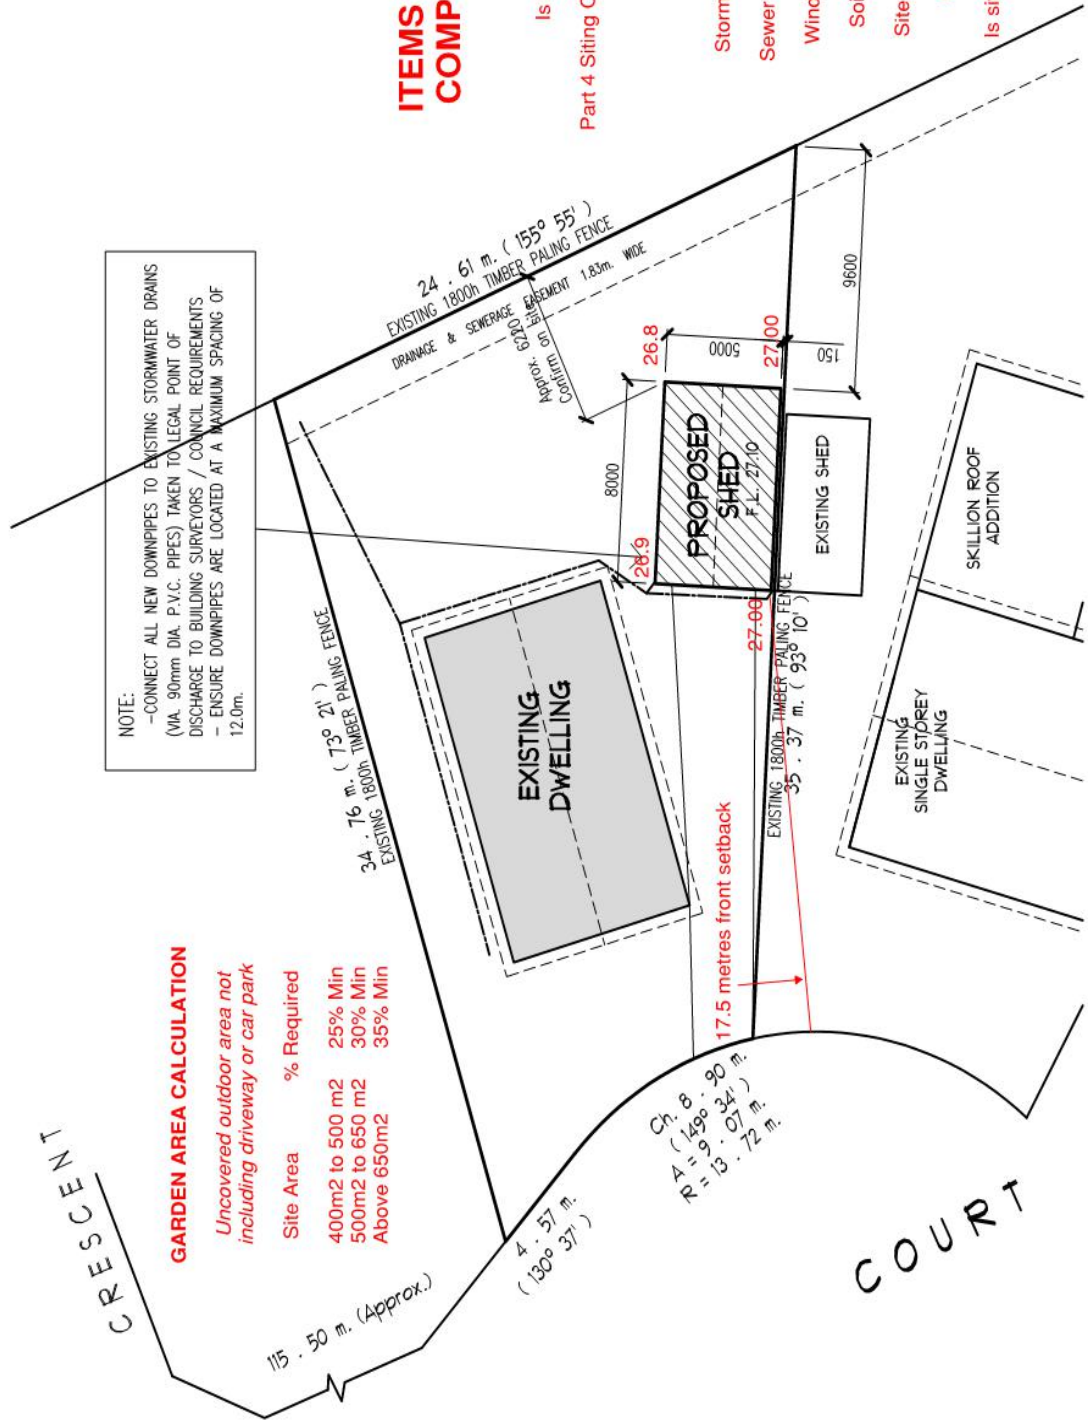 CRESCENT
115 . 50 m. (Approx.)
GARDEN AREA CALCULATION
Uncovered outdoor area not
including driveway or car park
Site Area % Required
400m2 to 500 m2 25% Min
500m2 to 650 m2 30% Min
Above 650m2 35% Min
NOTE:
-CONNECT ALL NEW DOWNPIPES TO EXISTING STORMWATER DRAINS
(VIA. 90mm DIA. P.V.C. PIPES) TAKEN TO LEGAL POINT OF
DISCHARGE TO BUILDING SURVEYORS / COUNCIL REQUIREMENTS
- ENSURE DOWNPIPES ARE LOCATED AT A MAXIMUM SPACING OF
12.0m.
34 . 76 m. ( 73° 21' )
EXISTING 1800h TIMBER PALING FENCE
24 . 61 m. ( 155° 55' )
EXISTING 1800h TIMBER PALING FENCE
DRAINAGE & SEWERAGE EASEMENT 1.83m. WIDE
Approx. 6220
Confirm on site
ITEMS
COMP
Is
Part 4 Siting
Storm
Sewer
Wind
Soi
Site
Is si
4 . 57 m.
( 130° 37' )
Ch. 8 . 90 m.
( 149° 34' )
A = 9 . 07 m.
R = 13 . 72 m.
COURT
EXISTING
DWELLING
8000
26.9
26.8
PROPOSED
SHED
F.L. 27.10
5000
27.00
27.00
150
9600
17.5 metres front setback
EXISTING 1800h TIMBER PALING FENCE
35 . 37 m. ( 93° 10' )
EXISTING SHED
EXISTING
SINGLE STOREY
DWELLING
SKILLION ROOF
ADDITION